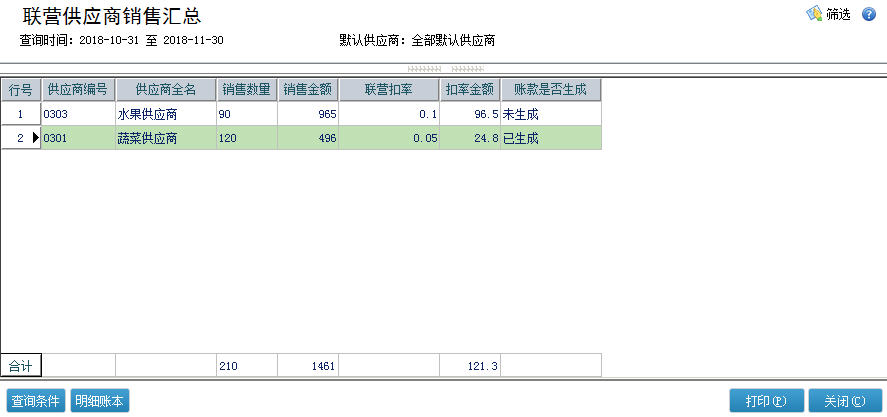 联营供应商销售汇总
筛选 ?
查询时间: 2018-10-31 至 2018-11-30 默认供应商: 全部默认供应商
行号 供应商编号 供应商全名 销售数量 销售金额 联营扣率 扣率金额 账款是否生成
1 0303 水果供应商 90 965 0.1 96.5 未生成
2 0301 蔬菜供应商 120 496 0.05 24.8 已生成
合计 210 1461 121.3
查询条件 明细账本 打印(P) 关闭(C)